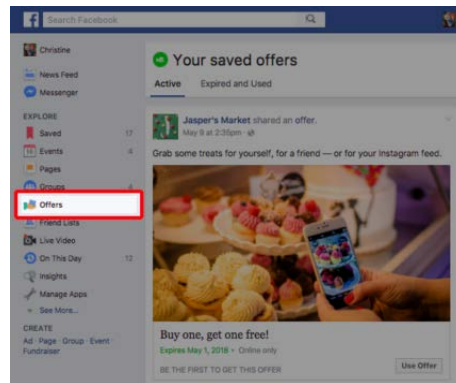 Search Facebook
Christine
News Feed
Messenger
EXPLORE
Saved 17
Events 4
Pages
Groups 4
Offers
Friend Lists
Live Video
On This Day 12
Insights
Manage Apps
See More...
CREATE
Ad · Page · Group · Event ·
Fundraiser
Your saved offers
Active Expired and Used
Jasper's Market shared an offer.
May 9 at 2:35pm ·
Grab some treats for yourself, for a friend — or for your Instagram feed.
Buy one, get one free!
Expires May 1, 2018 • Online only
BE THE FIRST TO GET THIS OFFER
Use Offer